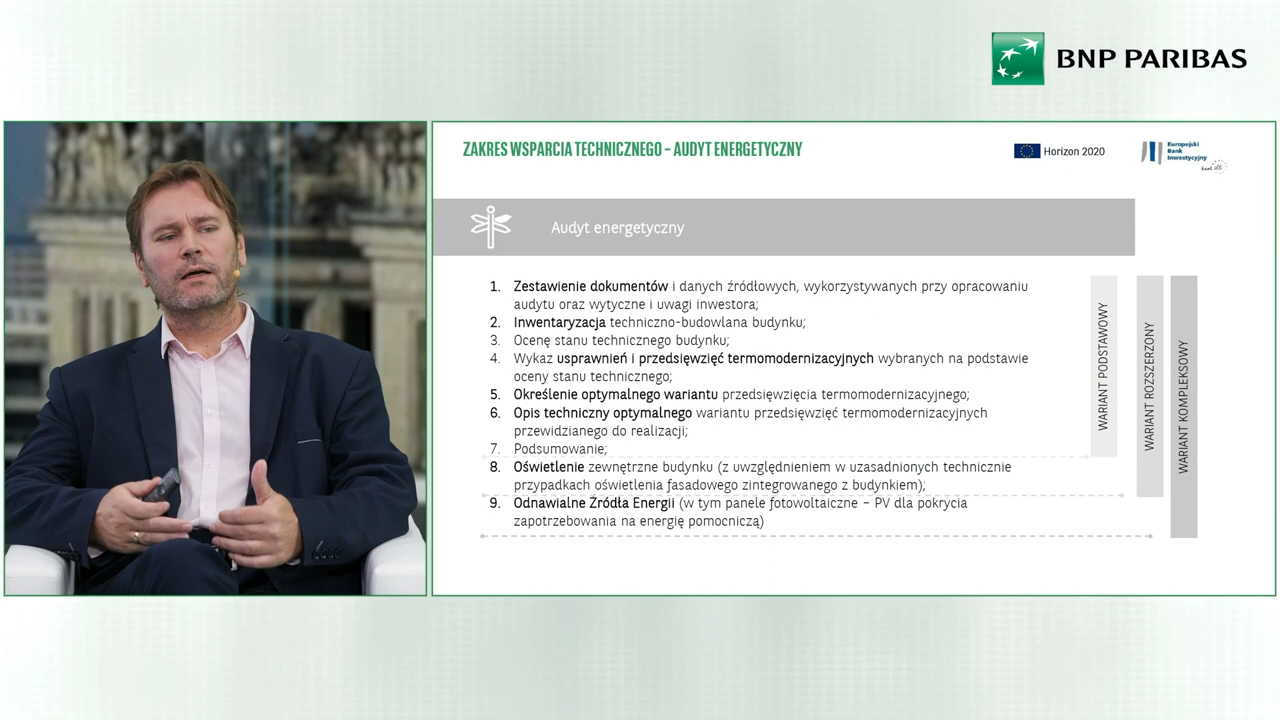 BNP PARIBAS
ZAKRES WSPARCIA TECHNICZNEGO – AUDYT ENERGETYCZNY
Horizon 2020
Europejski
Bank
Inwestycyjny
Audyt energetyczny
1. Zestawienie dokumentów i danych źródłowych, wykorzystywanych przy opracowaniu
audytu oraz wytyczne i uwagi inwestora;
2. Inwentaryzacja techniczno-budowlana budynku;
3. Ocenę stanu technicznego budynku;
4. Wykaz usprawnień i przedsięwzięć termomodernizacyjnych wybranych na podstawie
oceny stanu technicznego;
5. Określenie optymalnego wariantu przedsięwzięcia termomodernizacyjnego;
6. Opis techniczny optymalnego wariantu przedsięwzięć termomodernizacyjnych
przewidzianego do realizacji;
7. Podsumowanie;
8. Oświetlenie zewnętrzne budynku (z uwzględnieniem w uzasadnionych technicznie
przypadkach oświetlenia fasadowego zintegrowanego z budynkiem);
9. Odnawialne Źródła Energii (w tym panele fotowoltaiczne – PV dla pokrycia
zapotrzebowania na energię pomocniczą)
WARIANT PODSTAWOWY
WARIANT ROZSZERZONY
WARIANT KOMPLEKSOWY